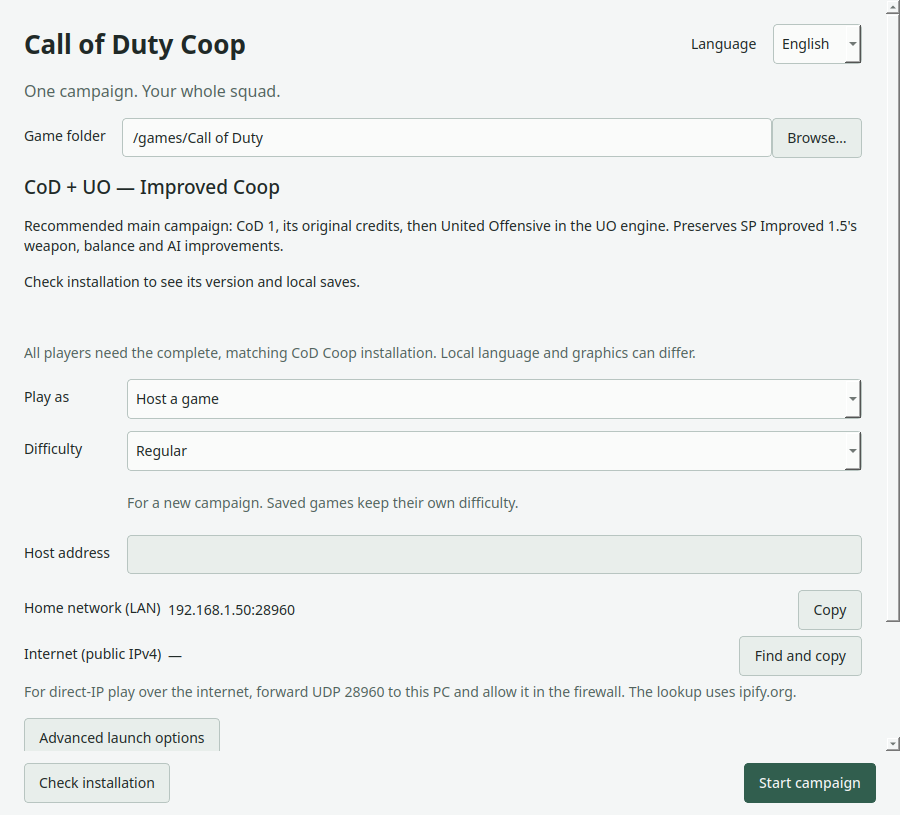 Call of Duty Coop
Language
English
One campaign. Your whole squad.
Game folder
/games/Call of Duty
Browse...
CoD + UO — Improved Coop
Recommended main campaign: CoD 1, its original credits, then United Offensive in the UO engine. Preserves SP Improved 1.5's
weapon, balance and AI improvements.
Check installation to see its version and local saves.
All players need the complete, matching CoD Coop installation. Local language and graphics can differ.
Play as
Host a game
Difficulty
Regular
For a new campaign. Saved games keep their own difficulty.
Host address
Home network (LAN)
192.168.1.50:28960
Copy
Internet (public IPv4)
—
Find and copy
For direct-IP play over the internet, forward UDP 28960 to this PC and allow it in the firewall. The lookup uses ipify.org.
Advanced launch options
Check installation
Start campaign